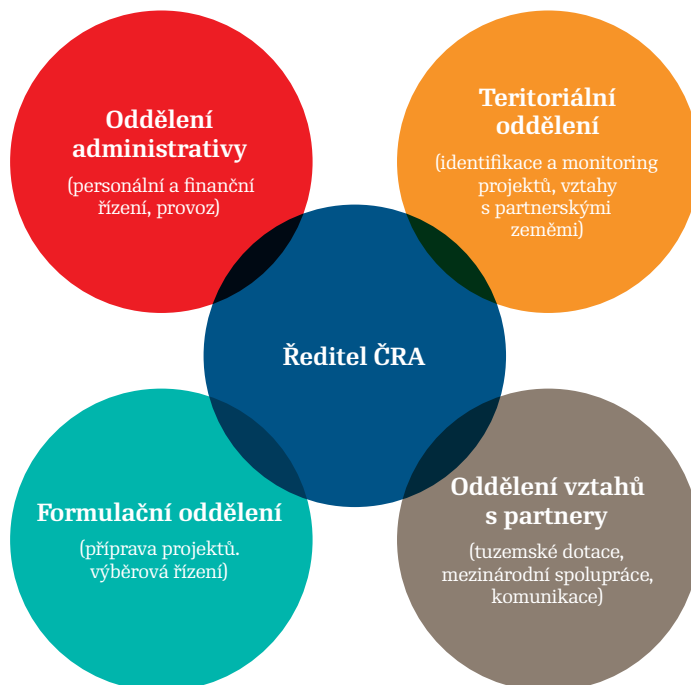 Oddělení
administrativy
(personální a finanční
řízení, provoz)
Teritoriální
oddělení
(identifikace a monitoring
projektů, vztahy
s partnerskými
zeměmi)
Ředitel ČRA
Formulační oddělení
(příprava projektů.
výběrová řízení)
Oddělení vztahů
s partnery
(tuzemské dotace,
mezinárodní spolupráce,
komunikace)